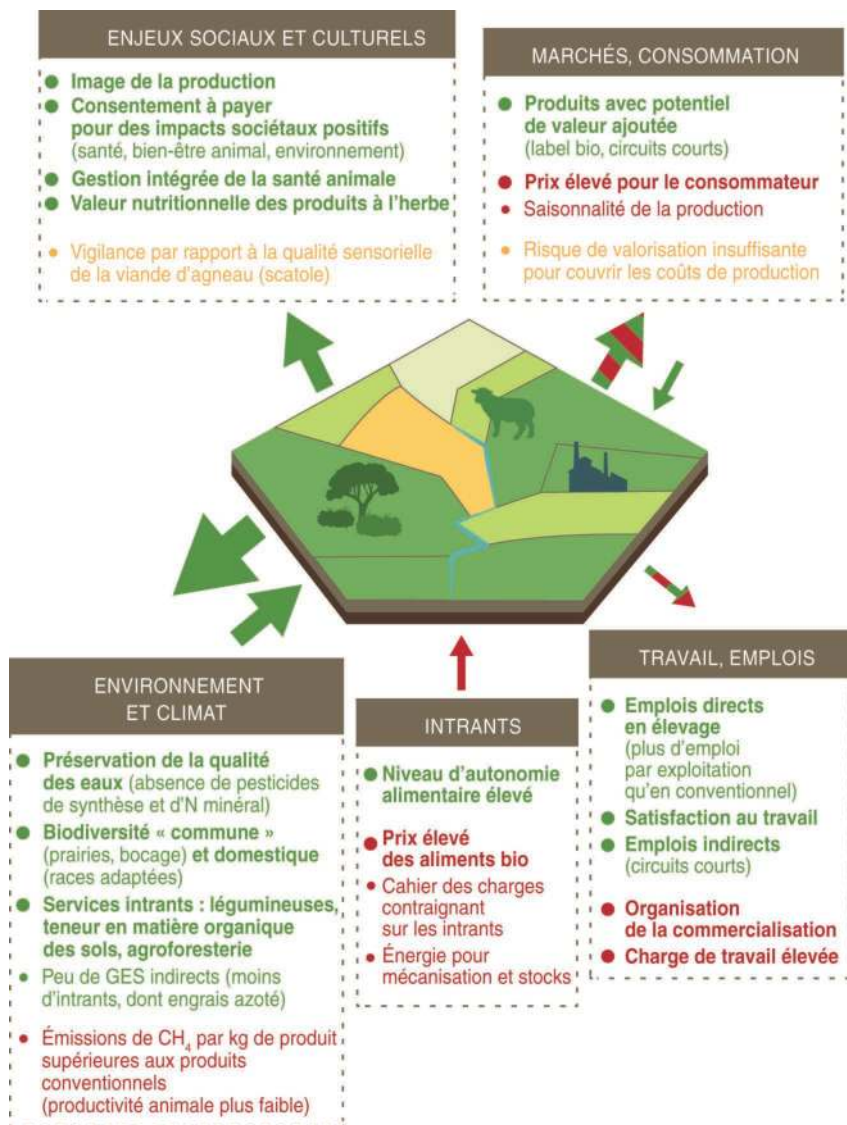 ENJEUX SOCIAUX ET CULTURELS
● Image de la production
● Consentement à payer
pour des impacts sociétaux positifs
(santé, bien-être animal, environnement)
● Gestion intégrée de la santé animale
● Valeur nutritionnelle des produits à l'herbe
• Vigilance par rapport à la qualité sensorielle
de la viande d'agneau (scatole)
MARCHÉS, CONSOMMATION
● Produits avec potentiel
de valeur ajoutée
(label bio, circuits courts)
● Prix élevé pour le consommateur
• Saisonnalité de la production
• Risque de valorisation insuffisante
pour couvrir les coûts de production
ENVIRONNEMENT
ET CLIMAT
● Préservation de la qualité
des eaux (absence de pesticides
de synthèse et d'N minéral)
● Biodiversité « commune »
(prairies, bocage) et domestique
(races adaptées)
● Services intrants : légumineuses,
teneur en matière organique
des sols, agroforesterie
• Peu de GES indirects (moins
d'intrants, dont engrais azoté)
• Émissions de CH₄ par kg de produit
supérieures aux produits
conventionnels
(productivité animale plus faible)
INTRANTS
● Niveau d'autonomie
alimentaire élevé
● Prix élevé
des aliments bio
• Cahier des charges
contraignant
sur les intrants
• Énergie pour
mécanisation et stocks
TRAVAIL, EMPLOIS
● Emplois directs
en élevage
(plus d'emploi
par exploitation
qu'en conventionnel)
● Satisfaction au travail
● Emplois indirects
(circuits courts)
● Organisation
de la commercialisation
● Charge de travail élevée